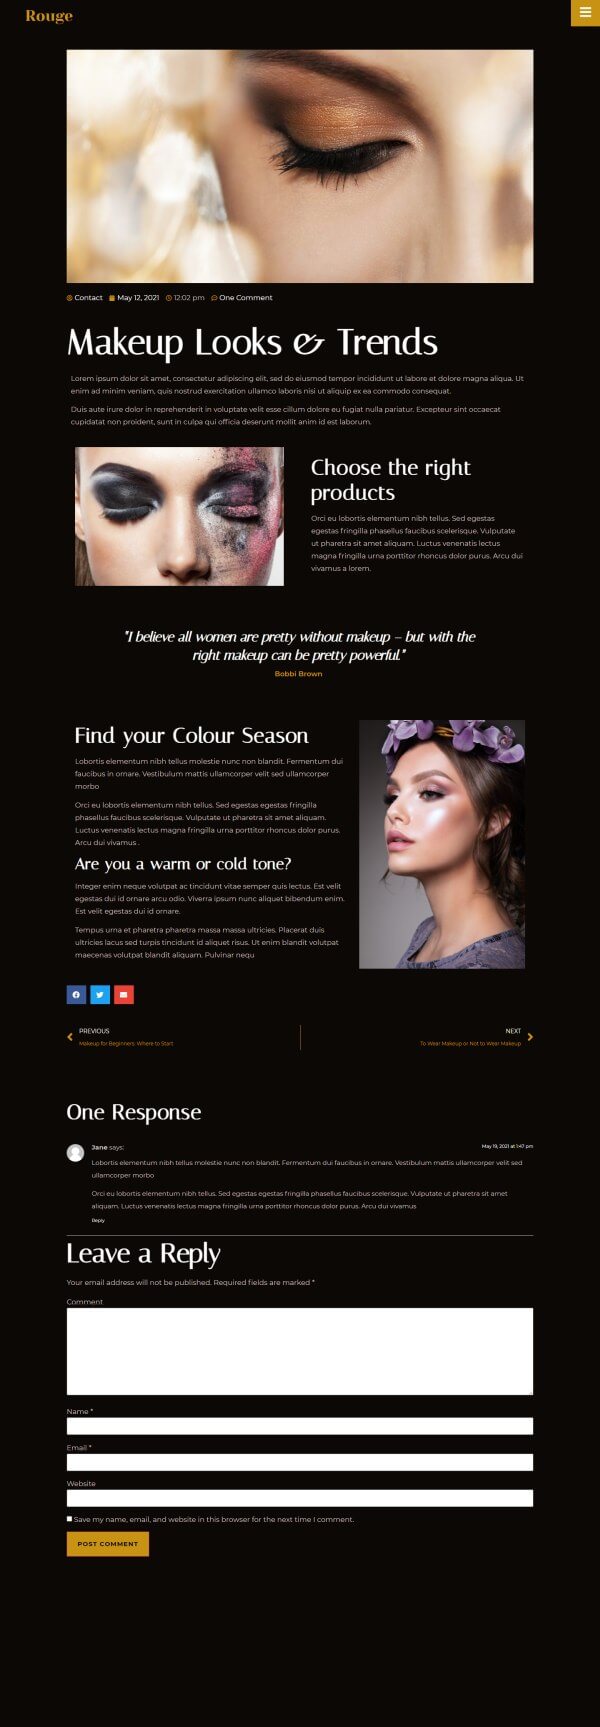 Rouge
Contact May 12, 2021 12:02 pm One Comment
Makeup Looks & Trends
Lorem ipsum dolor sit amet, consectetur adipiscing elit, sed do eiusmod tempor incididunt ut labore et dolore magna aliqua. Ut
enim ad minim veniam, quis nostrud exercitation ullamco laboris nisi ut aliquip ex ea commodo consequat.
Duis aute irure dolor in reprehenderit in voluptate velit esse cillum dolore eu fugiat nulla pariatur. Excepteur sint occaecat
cupidatat non proident, sunt in culpa qui officia deserunt mollit anim id est laborum.
Choose the right
products
Orci eu lobortis elementum nibh tellus. Sed egestas
egestas fringilla phasellus faucibus scelerisque. Vulputate
ut pharetra sit amet aliquam. Luctus venenatis lectus
magna fringilla urna porttitor rhoncus dolor purus. Arcu dui
vivamus a lorem.
"I believe all women are pretty without makeup – but with the
right makeup can be pretty powerful."
Bobbi Brown
Find your Colour Season
Lobortis elementum nibh tellus molestie nunc non blandit. Fermentum dui
faucibus in ornare. Vestibulum mattis ullamcorper velit sed ullamcorper
morbo
Orci eu lobortis elementum nibh tellus. Sed egestas egestas fringilla
phasellus faucibus scelerisque. Vulputate ut pharetra sit amet aliquam.
Luctus venenatis lectus magna fringilla urna porttitor rhoncus dolor purus.
Arcu dui vivamus .
Are you a warm or cold tone?
Integer enim neque volutpat ac tincidunt vitae semper quis lectus. Est velit
egestas dui id ornare arcu odio. Viverra ipsum nunc aliquet bibendum enim.
Est velit egestas dui id ornare.
Tempus urna et pharetra pharetra massa massa ultricies. Placerat duis
ultricies lacus sed turpis tincidunt id aliquet risus. Ut enim blandit volutpat
maecenas volutpat blandit aliquam. Pulvinar nequ
PREVIOUS
Makeup for Beginners: Where to Start
NEXT
To Wear Makeup or Not to Wear Makeup
One Response
Jane says:
May 19, 2021 at 1:47 pm
Lobortis elementum nibh tellus molestie nunc non blandit. Fermentum dui faucibus in ornare. Vestibulum mattis ullamcorper velit sed
ullamcorper morbo
Orci eu lobortis elementum nibh tellus. Sed egestas egestas fringilla phasellus faucibus scelerisque. Vulputate ut pharetra sit amet
aliquam. Luctus venenatis lectus magna fringilla urna porttitor rhoncus dolor purus. Arcu dui vivamus
Reply
Leave a Reply
Your email address will not be published. Required fields are marked *
Comment
Name *
Email *
Website
Save my name, email, and website in this browser for the next time I comment.
POST COMMENT